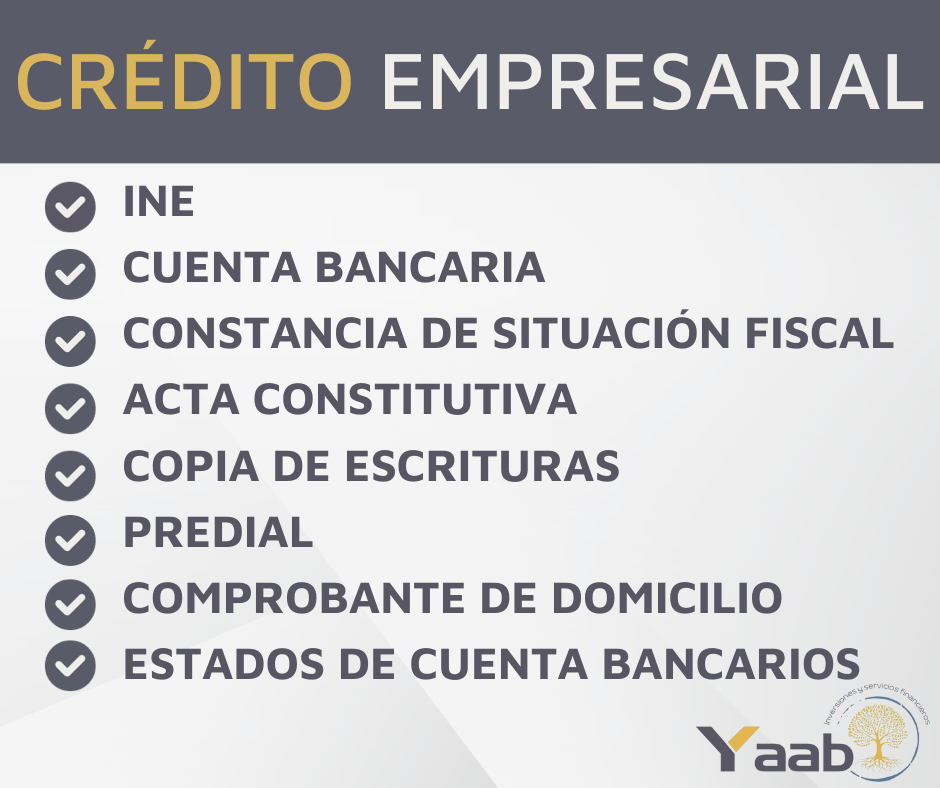 CRÉDITO EMPRESARIAL
INE
CUENTA BANCARIA
CONSTANCIA DE SITUACIÓN FISCAL
ACTA CONSTITUTIVA
COPIA DE ESCRITURAS
PREDIAL
COMPROBANTE DE DOMICILIO
ESTADOS DE CUENTA BANCARIOS
Inversiones y servicios financieros
Yaab